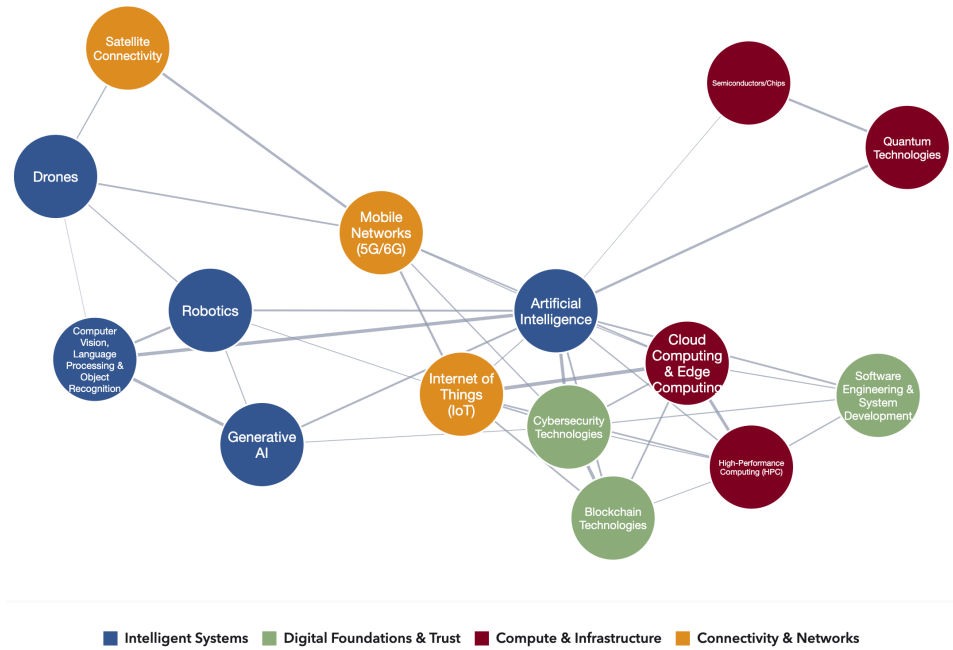 Satellite
Connectivity
Semiconductors/Chips
Quantum
Technologies
Drones
Mobile
Networks
(5G/6G)
Robotics
Artificial
Intelligence
Computer
Vision,
Language
Processing &
Object
Recognition
Cloud
Computing
& Edge
Computing
Internet of
Things
(IoT)
Software
Engineering &
System
Development
Cybersecurity
Technologies
Generative
AI
High-Performance
Computing (HPC)
Blockchain
Technologies
Intelligent Systems
Digital Foundations & Trust
Compute & Infrastructure
Connectivity & Networks